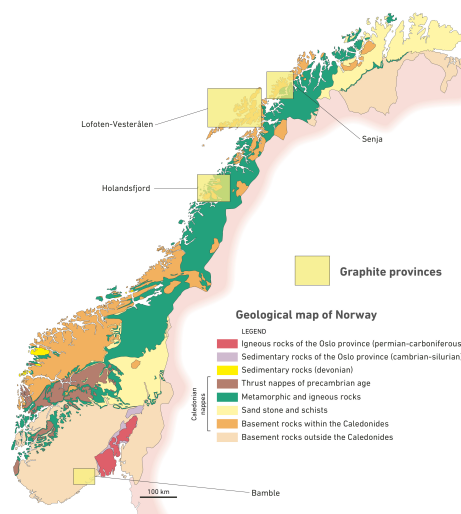 Lofoten-Vesterålen
Senja
Holandsfjord
Graphite provinces
Geological map of Norway
LEGEND
Igneous rocks of the Oslo province (permian-carboniferous
Sedimentary rocks of the Oslo province (cambrian-silurian)
Sedimentary rocks (devonian)
Thrust nappes of precambrian age
Metamorphic and igneous rocks
Sand stone and schists
Basement rocks within the Caledonides
Basement rocks outside the Caledonides
Caledonian
nappes
Bamble
100 km